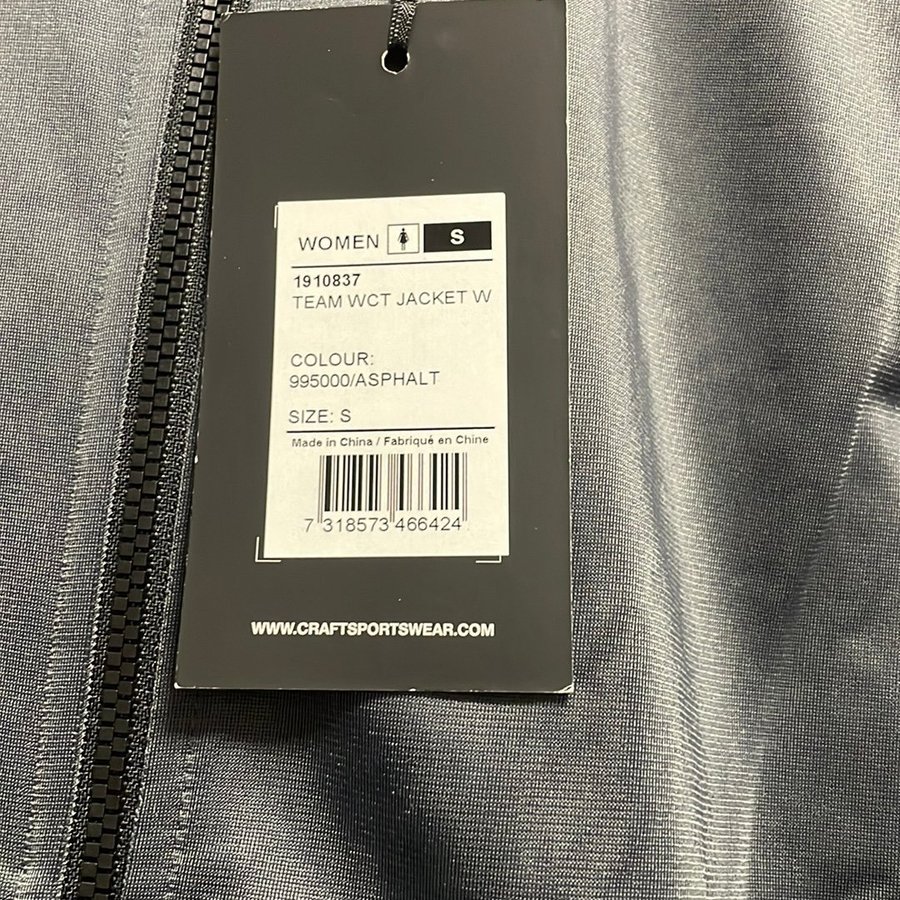 WOMEN S
1910837
TEAM WCT JACKET W
COLOUR:
995000/ASPHALT
SIZE: S
Made in China / Fabriqué en Chine
7 318573 466424
WWW.CRAFTSPORTSWEAR.COM